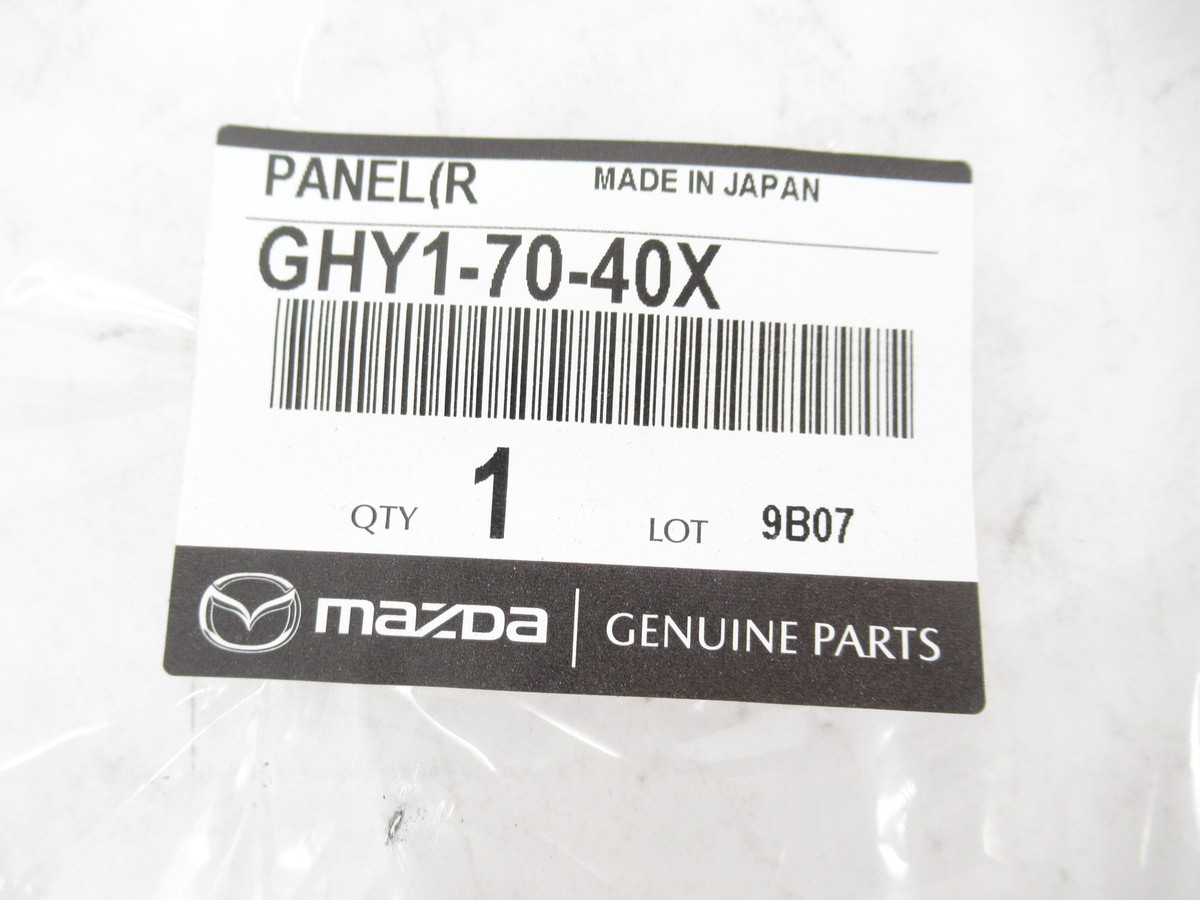 PANEL(R MADE IN JAPAN
GHY1-70-40X
QTY 1 LOT 9B07
mazda GENUINE PARTS